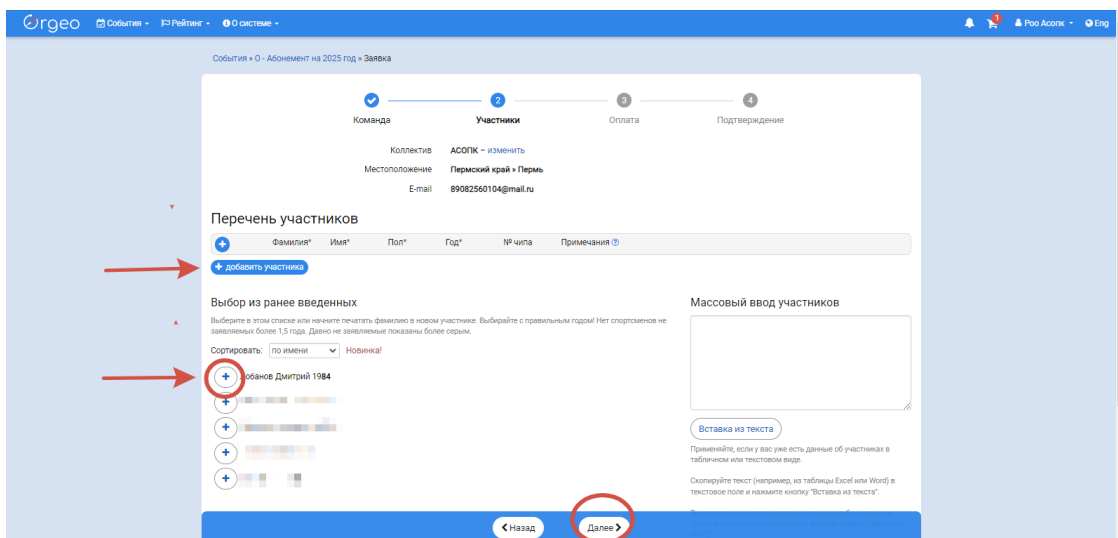 Orgeo События Рейтинг О системе 1 Роо Асопк Eng
События » О - Абонемент на 2025 год » Заявка
2 3 4
Команда Участники Оплата Подтверждение
Коллектив АСОПК – изменить
Местоположение Пермский край » Пермь
E-mail 89082560104@mail.ru
Перечень участников
+ Фамилия* Имя* Пол* Год* № чипа Примечания ?
+ добавить участника
Выбор из ранее введенных
Выберите в этом списке или начните печатать фамилию в новом участнике. Выбирайте с правильным годом! Нет спортсменов не
заявляемых более 1,5 года. Давно не заявляемые показаны более серым.
Сортировать: по имени Новинка!
+ Лобанов Дмитрий 1984
+
+
+
+
Массовый ввод участников
Вставка из текста
Применяйте, если у вас уже есть данные об участниках в
табличном или текстовом виде.
Скопируйте текст (например, из таблицы Excel или Word) в
текстовое поле и нажмите кнопку "Вставка из текста".
Назад Далее